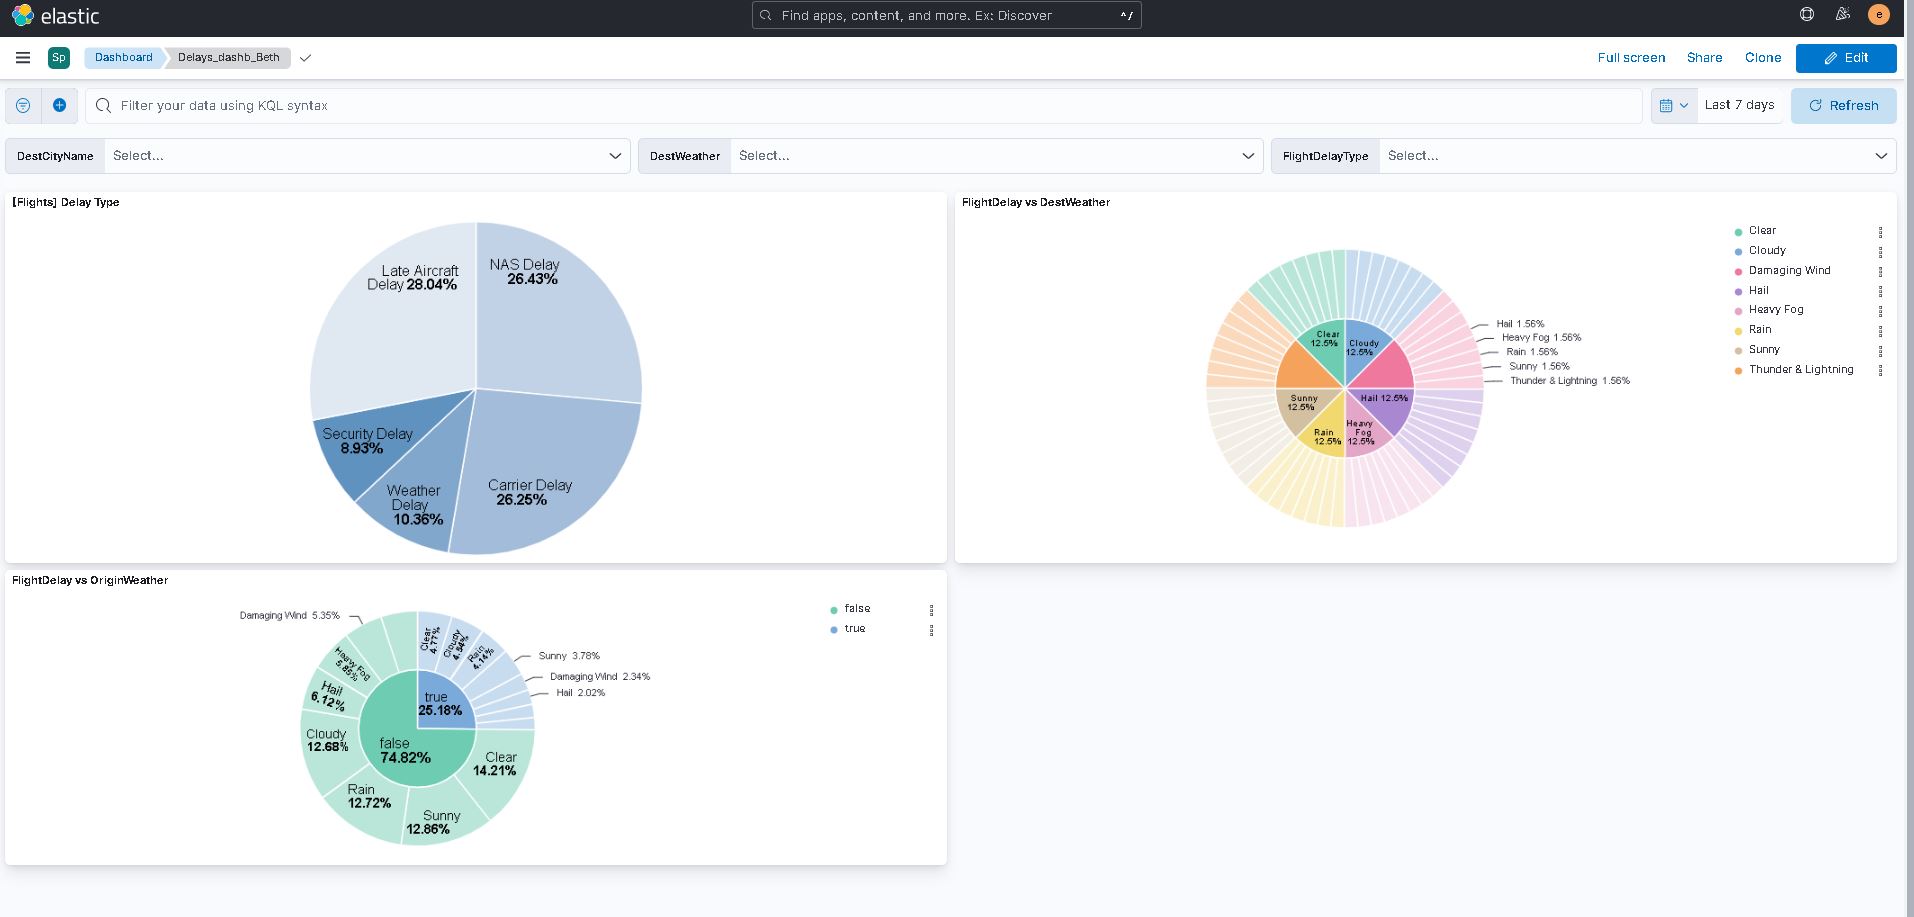 elastic
Find apps, content, and more. Ex: Discover
^/
e
Sp
Dashboard
Delays_dashb_Beth
Full screen
Share
Clone
Edit
Filter your data using KQL syntax
Last 7 days
Refresh
DestCityName
Select...
DestWeather
Select...
FlightDelayType
Select...
[Flights] Delay Type
Late Aircraft
Delay 28.04%
NAS Delay
26.43%
Security Delay
8.93%
Weather
Delay
10.36%
Carrier Delay
26.25%
FlightDelay vs DestWeather
Clear
12.5%
Cloudy
12.5%
Hail 12.5%
Heavy
Fog
12.5%
Rain
12.5%
Sunny
12.5%
Hail 1.56%
Heavy Fog 1.56%
Rain 1.56%
Sunny 1.56%
Thunder & Lightning 1.56%
Clear
Cloudy
Damaging Wind
Hail
Heavy Fog
Rain
Sunny
Thunder & Lightning
FlightDelay vs OriginWeather
Damaging Wind 5.35%
Heavy Fog
5.85%
Hail
6.12%
Cloudy
12.68%
Rain
12.72%
Sunny
12.86%
Clear
14.21%
false
74.82%
true
25.18%
Clear
4.77%
Cloudy
4.54%
Rain
4.14%
Sunny 3.78%
Damaging Wind 2.34%
Hail 2.02%
false
true